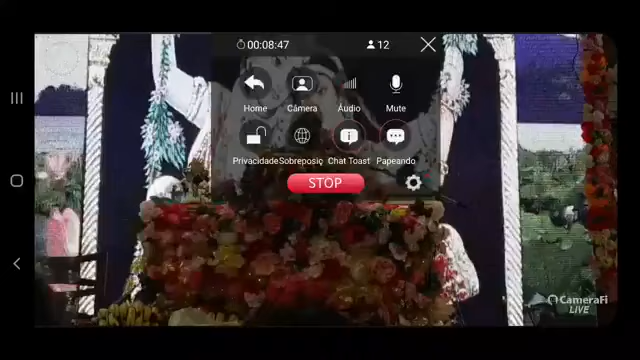 00:08:47 12
Home Câmera Áudio Mute
Privacidade Sobreposiç Chat Toast Papeando
STOP
CameraFi
LIVE